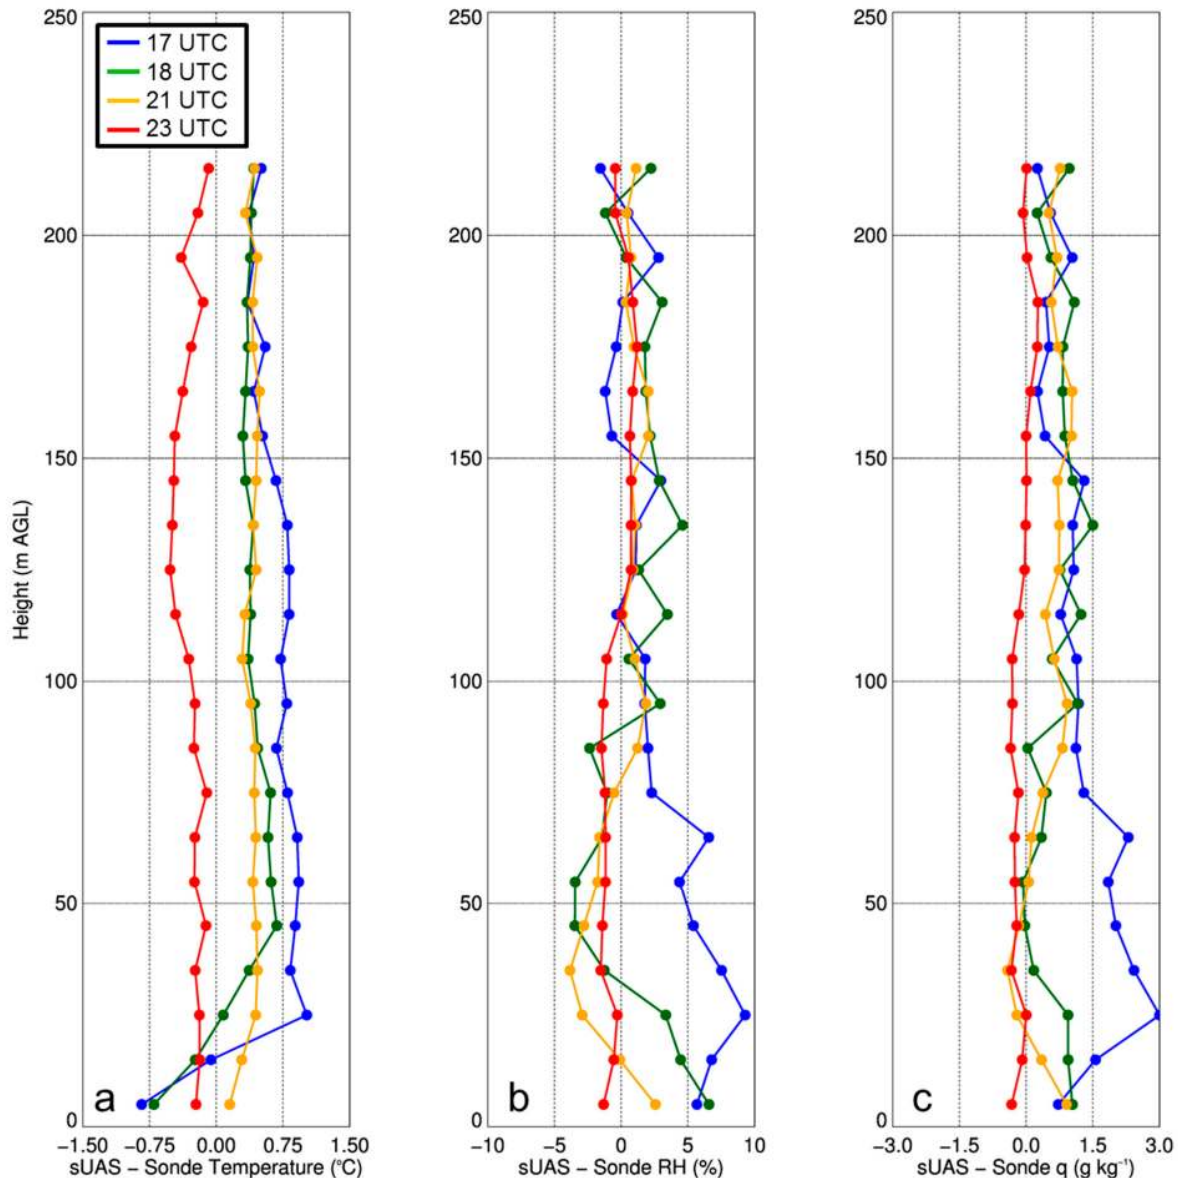 250
17 UTC
18 UTC
21 UTC
23 UTC
200
150
100
50
0
Height (m AGL)
a
−1.50 −0.75 0.00 0.75 1.50
sUAS − Sonde Temperature (°C)
250
200
150
100
50
0
b
−10 −5 0 5 10
sUAS − Sonde RH (%)
250
200
150
100
50
0
c
−3.0 −1.5 0.0 1.5 3.0
sUAS − Sonde q (g kg⁻¹)